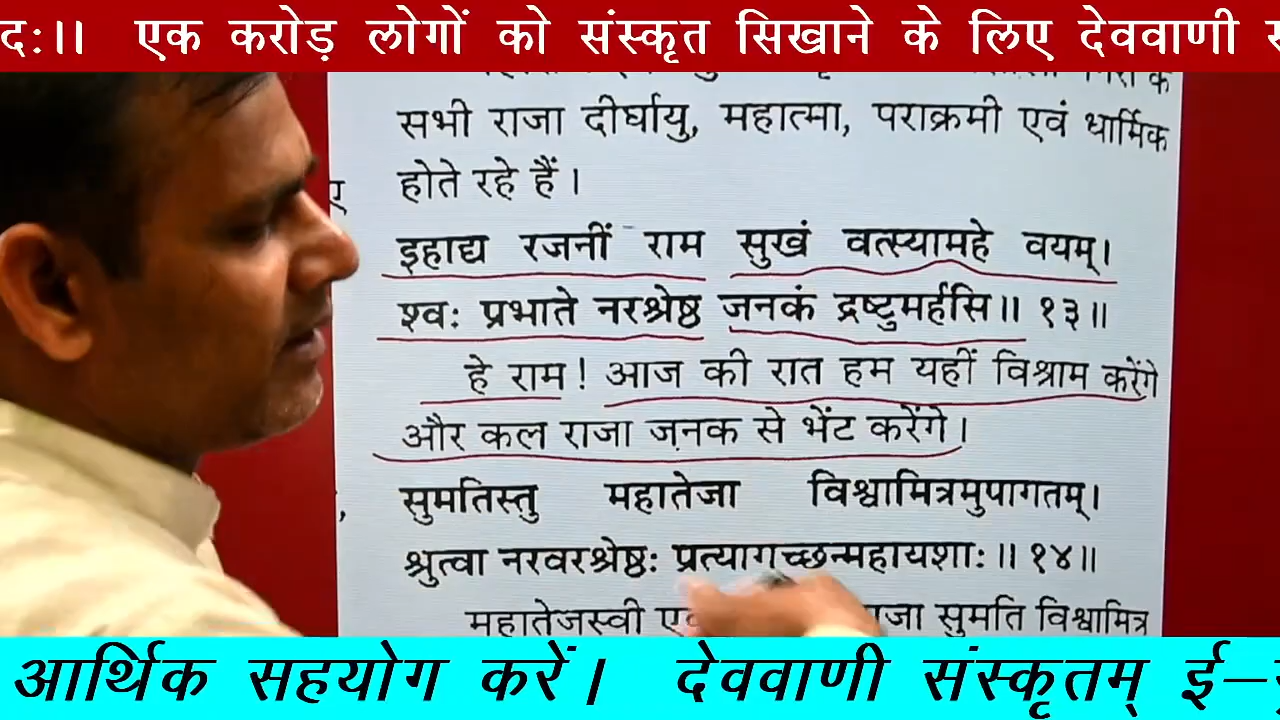 दः।। एक करोड़ लोगों को संस्कृत सिखाने के लिए देववाणी
सभी राजा दीर्घायु, महात्मा, पराक्रमी एवं धार्मिक
होते रहे हैं ।
इहाद्य रजनीं राम सुखं वत्स्यामहे वयम्।
श्वः प्रभाते नरश्रेष्ठ जनकं द्रष्टुमर्हसि॥ १३॥
हे राम! आज की रात हम यहीं विश्राम करेंगे
और कल राजा जनक से भेंट करेंगे।
सुमतिस्तु महातेजा विश्वामित्रमुपागतम्।
श्रुत्वा नरवरश्रेष्ठः प्रत्यागच्छन्महायशाः॥ १४॥
महातेजस्वी सुमति विश्वामित्र
आर्थिक सहयोग करें। देववाणी संस्कृतम् ई-